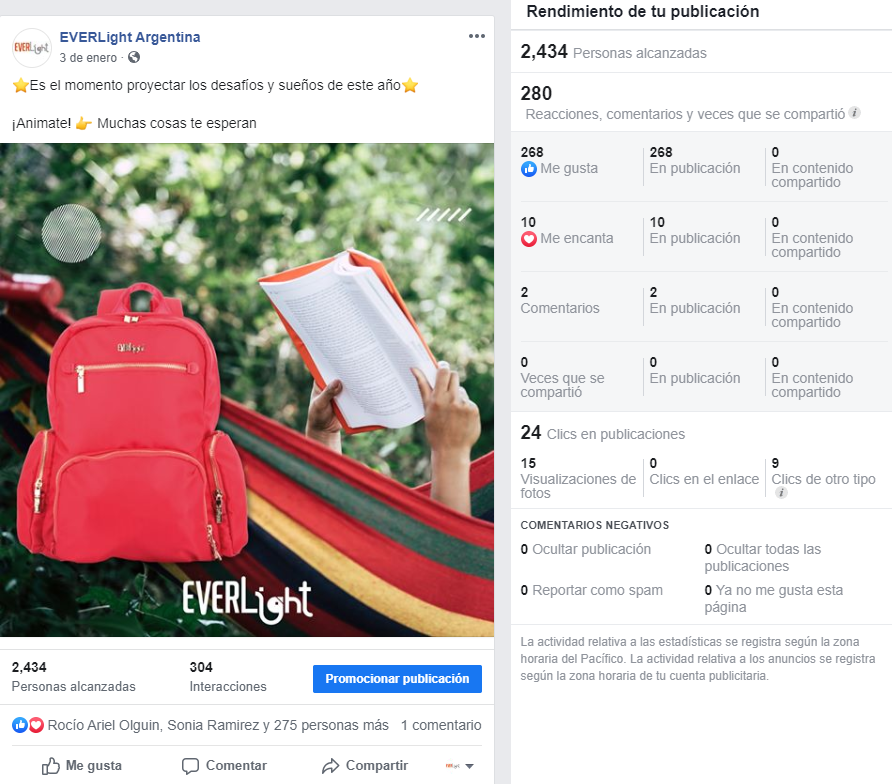 EVERLight Argentina
3 de enero ·
EVERLight
⭐Es el momento proyectar los desafíos y sueños de este año⭐
¡Animate! 👉 Muchas cosas te esperan
EVERLight
EVERLight
2,434
Personas alcanzadas
304
Interacciones
Promocionar publicación
Rocío Ariel Olguin, Sonia Ramirez y 275 personas más
1 comentario
Me gusta
Comentar
Compartir
Rendimiento de tu publicación
2,434 Personas alcanzadas
280
Reacciones, comentarios y veces que se compartió
268
Me gusta
268
En publicación
0
En contenido
compartido
10
Me encanta
10
En publicación
0
En contenido
compartido
2
Comentarios
2
En publicación
0
En contenido
compartido
0
Veces que se
compartió
0
En publicación
0
En contenido
compartido
24 Clics en publicaciones
15
Visualizaciones de
fotos
0
Clics en el enlace
9
Clics de otro tipo
COMENTARIOS NEGATIVOS
0 Ocultar publicación
0 Ocultar todas las
publicaciones
0 Reportar como spam
0 Ya no me gusta esta
página
La actividad relativa a las estadísticas se registra según la zona
horaria del Pacífico. La actividad relativa a los anuncios se registra
según la zona horaria de tu cuenta publicitaria.